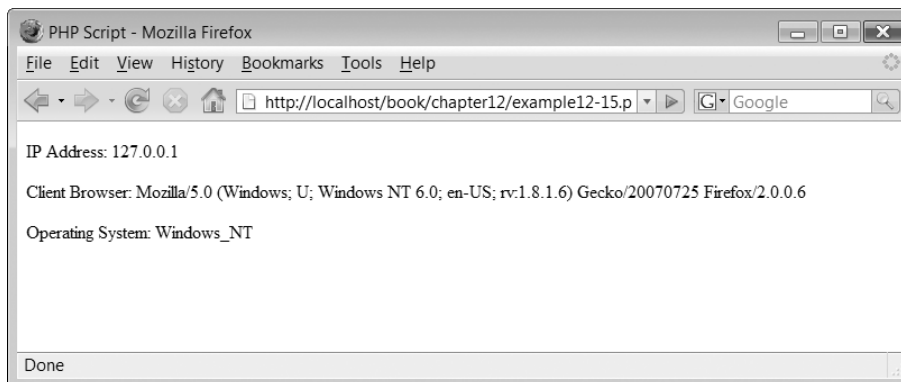 PHP Script - Mozilla Firefox
File Edit View History Bookmarks Tools Help
http://localhost/book/chapter12/example12-15.p G Google
IP Address: 127.0.0.1
Client Browser: Mozilla/5.0 (Windows; U; Windows NT 6.0; en-US; rv:1.8.1.6) Gecko/20070725 Firefox/2.0.0.6
Operating System: Windows_NT
Done